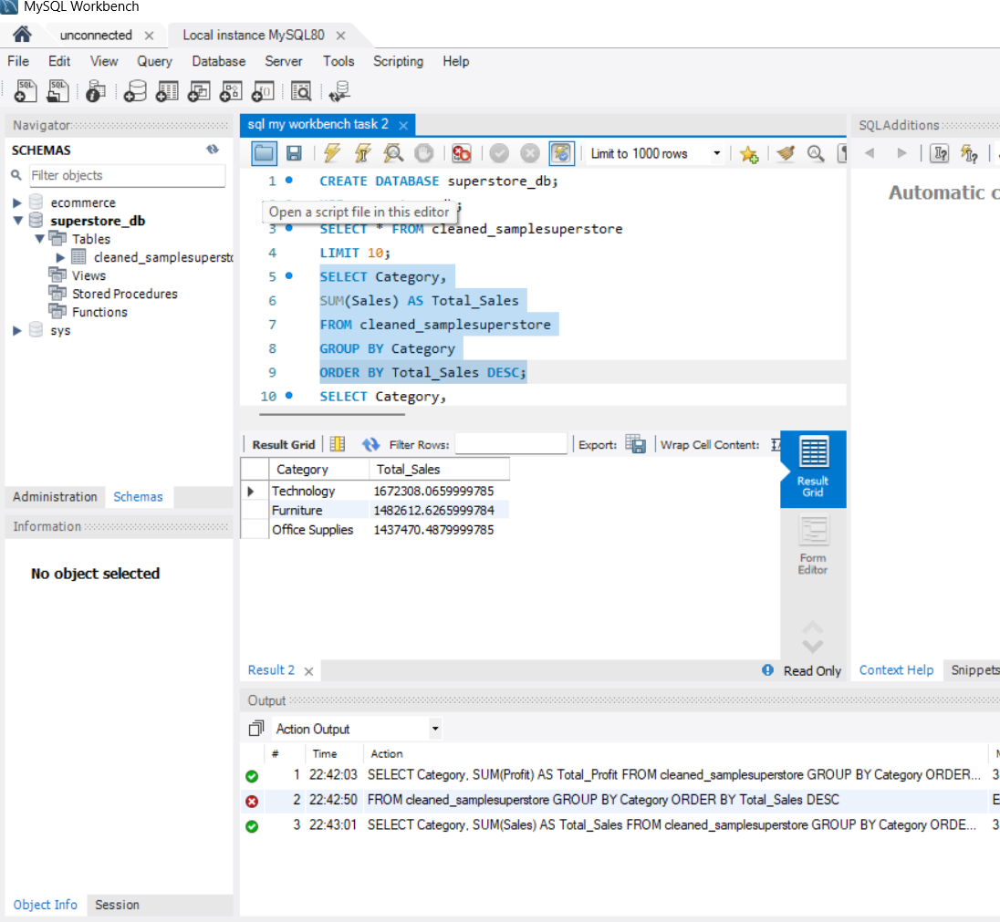 MySQL Workbench
unconnected
Local instance MySQL80
File Edit View Query Database Server Tools Scripting Help
Navigator
SCHEMAS
Filter objects
ecommerce
superstore_db
Tables
cleaned_samplesupersto
Views
Stored Procedures
Functions
sys
Administration Schemas
Information
No object selected
Object Info Session
sql my workbench task 2
Limit to 1000 rows
1 CREATE DATABASE superstore_db;
Open a script file in this editor
3 SELECT * FROM cleaned_samplesuperstore
4 LIMIT 10;
5 SELECT Category,
6 SUM(Sales) AS Total_Sales
7 FROM cleaned_samplesuperstore
8 GROUP BY Category
9 ORDER BY Total_Sales DESC;
10 SELECT Category,
Result Grid Filter Rows: Export: Wrap Cell Content:
Category Total_Sales
Technology 1672308.0659999785
Furniture 1482612.6265999784
Office Supplies 1437470.4879999785
Result
Grid
Form
Editor
Result 2
Read Only
SQLAdditions
Automatic c
Context Help Snippets
Output
Action Output
# Time Action
1 22:42:03 SELECT Category, SUM(Profit) AS Total_Profit FROM cleaned_samplesuperstore GROUP BY Category ORDER... 3
2 22:42:50 FROM cleaned_samplesuperstore GROUP BY Category ORDER BY Total_Sales DESC E
3 22:43:01 SELECT Category, SUM(Sales) AS Total_Sales FROM cleaned_samplesuperstore GROUP BY Category ORDE... 3